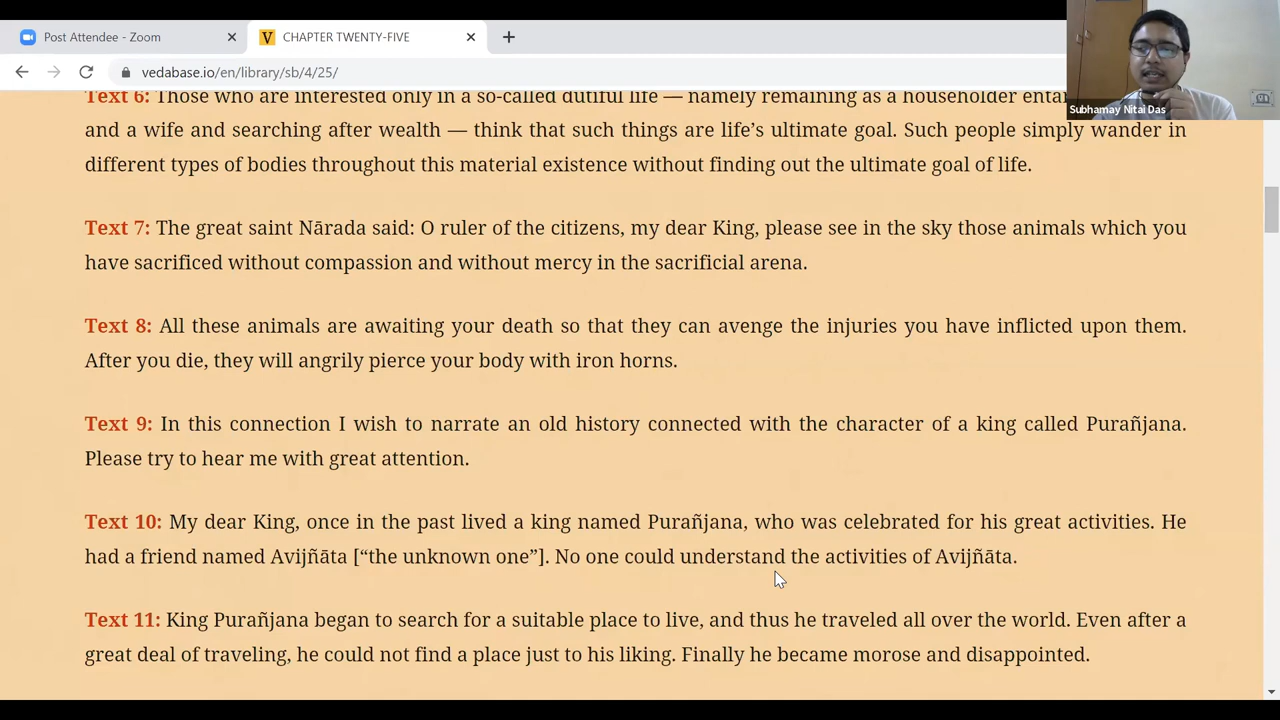 Post Attendee - Zoom
CHAPTER TWENTY-FIVE
vedabase.io/en/library/sb/4/25/
Subhamay Nitai Das
Text 6: Those who are interested only in a so-called dutiful life — namely remaining as a householder
and a wife and searching after wealth — think that such things are life’s ultimate goal. Such people simply wander in
different types of bodies throughout this material existence without finding out the ultimate goal of life.
Text 7: The great saint Nārada said: O ruler of the citizens, my dear King, please see in the sky those animals which you
have sacrificed without compassion and without mercy in the sacrificial arena.
Text 8: All these animals are awaiting your death so that they can avenge the injuries you have inflicted upon them.
After you die, they will angrily pierce your body with iron horns.
Text 9: In this connection I wish to narrate an old history connected with the character of a king called Purañjana.
Please try to hear me with great attention.
Text 10: My dear King, once in the past lived a king named Purañjana, who was celebrated for his great activities. He
had a friend named Avijñāta [“the unknown one”]. No one could understand the activities of Avijñāta.
Text 11: King Purañjana began to search for a suitable place to live, and thus he traveled all over the world. Even after a
great deal of traveling, he could not find a place just to his liking. Finally he became morose and disappointed.